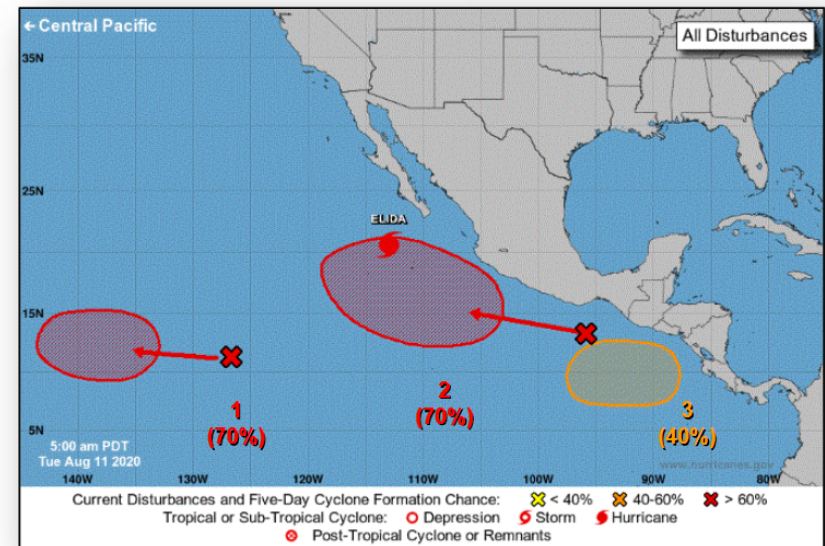 ← Central Pacific
All Disturbances
35N
25N
ELIDA
15N
1
(70%)
2
(70%)
3
(40%)
5N
5:00 am PDT
Tue Aug 11 2020
www.hurricanes.gov
140W 130W 120W 110W 100W 90W 80W
Current Disturbances and Five-Day Cyclone Formation Chance: < 40% 40-60% > 60%
Tropical or Sub-Tropical Cyclone: Depression Storm Hurricane
Post-Tropical Cyclone or Remnants